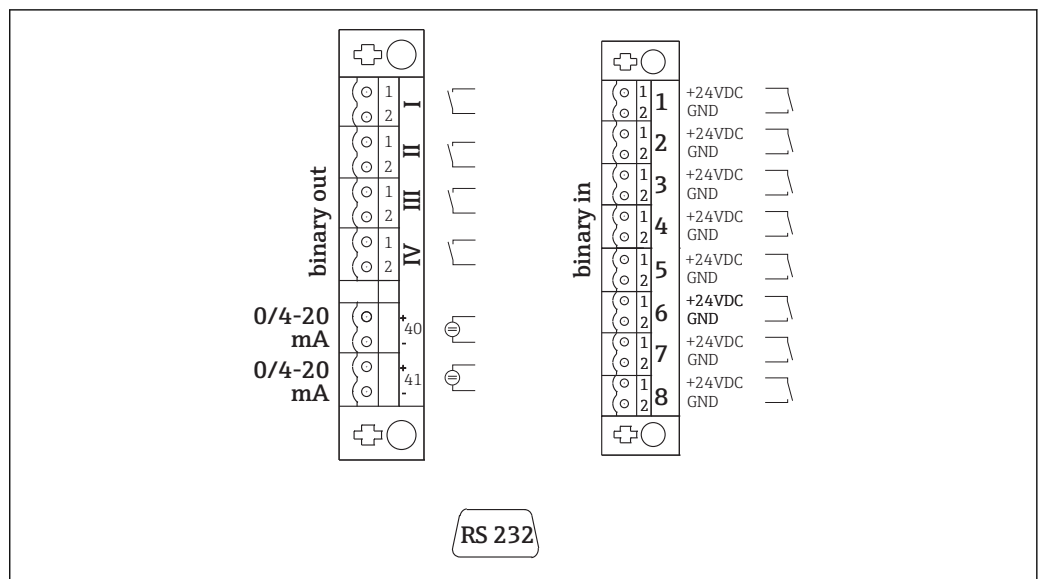 binary out
1
2
I
1
2
II
1
2
III
1
2
IV
0/4-20
mA
+
40
-
0/4-20
mA
+
41
-
binary in
1
2
1
+24VDC
GND
1
2
2
+24VDC
GND
1
2
3
+24VDC
GND
1
2
4
+24VDC
GND
1
2
5
+24VDC
GND
1
2
6
+24VDC
GND
1
2
7
+24VDC
GND
1
2
8
+24VDC
GND
RS 232